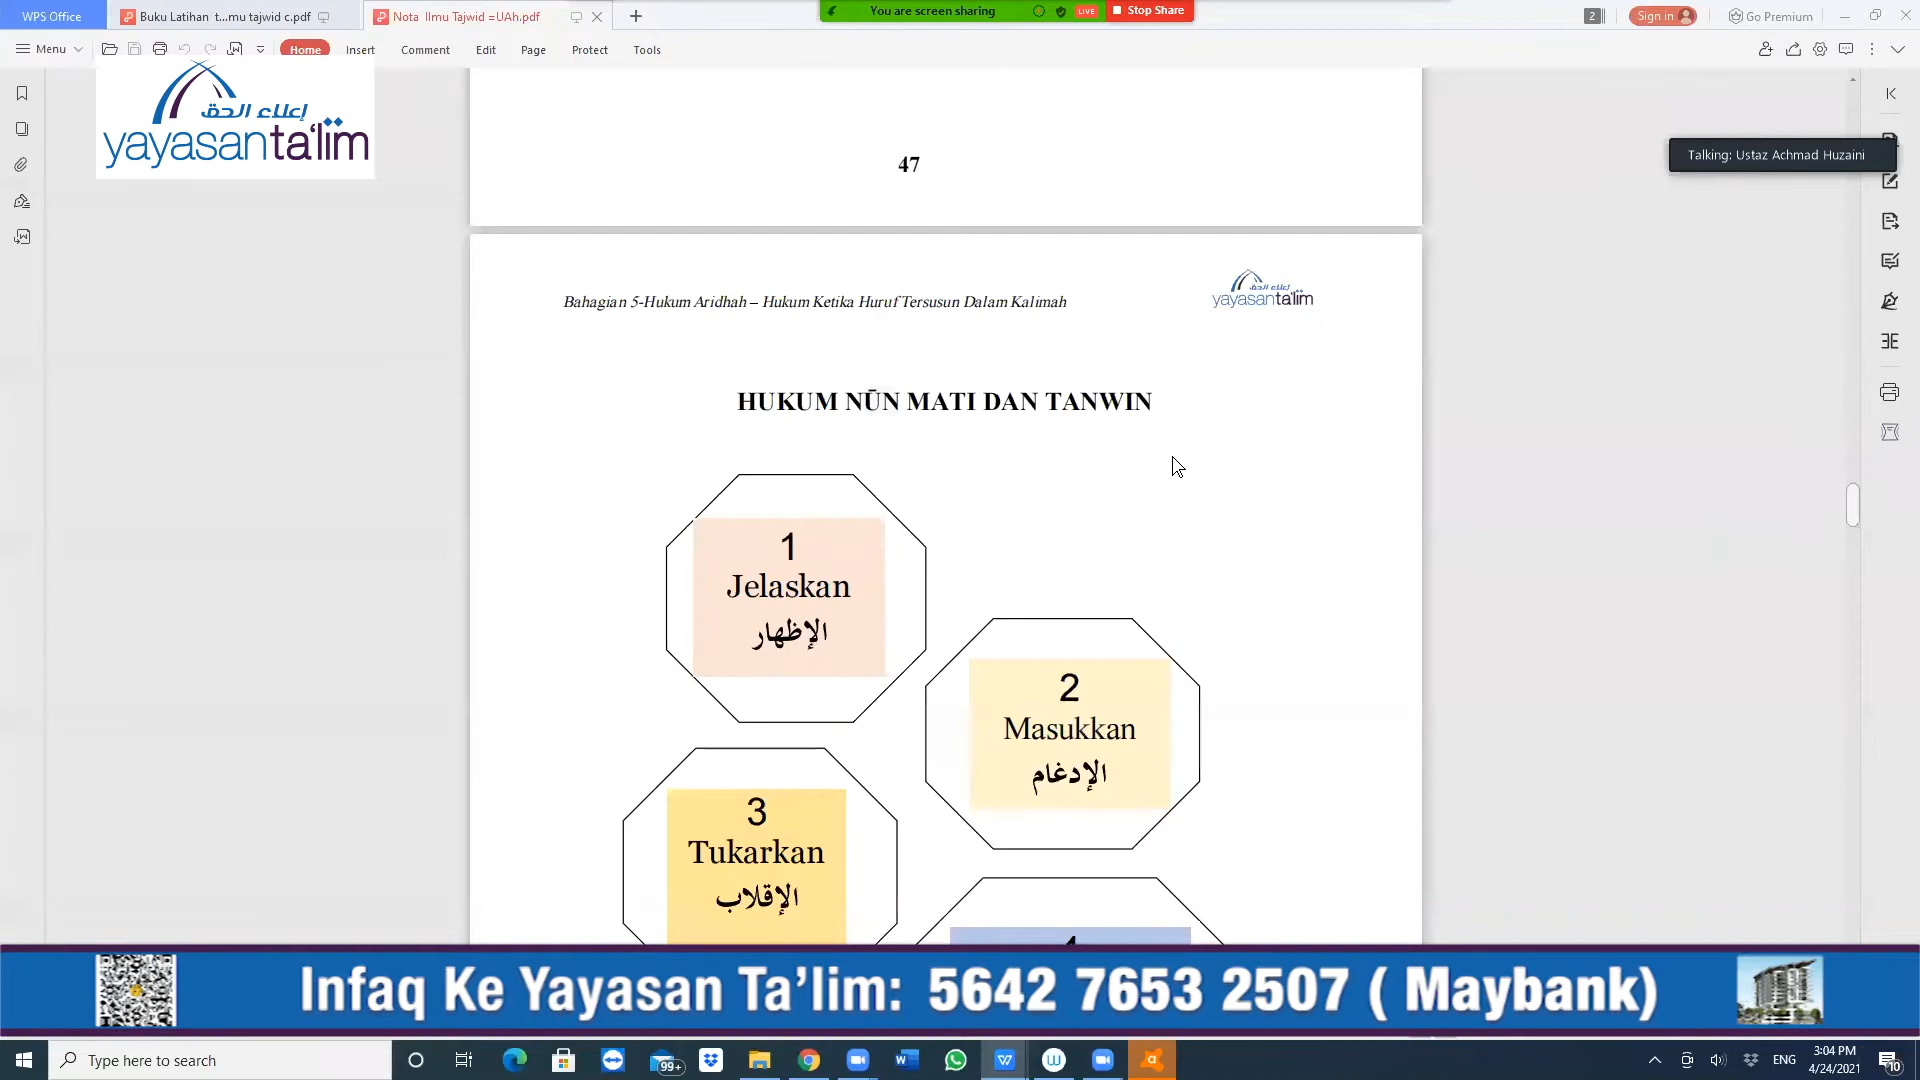 WPS Office
Buku Latihan t...mu tajwid c.pdf
Nota Ilmu Tajwid =UAh.pdf
You are screen sharing
LIVE
Stop Share
2
Sign in
Go Premium
Menu
Home
Insert
Comment
Edit
Page
Protect
Tools
إعلاء الحق
yayasanta'lim
47
Talking: Ustaz Achmad Huzaini
Bahagian 5-Hukum Aridhah – Hukum Ketika Huruf Tersusun Dalam Kalimah
إعلاء الحق
yayasanta'lim
HUKUM NŪN MATI DAN TANWIN
1
Jelaskan
الإظهار
2
Masukkan
الإدغام
3
Tukarkan
الإقلاب
4
Infaq Ke Yayasan Ta’lim: 5642 7653 2507 ( Maybank)
Type here to search
99+
ENG
3:04 PM
4/24/2021
10